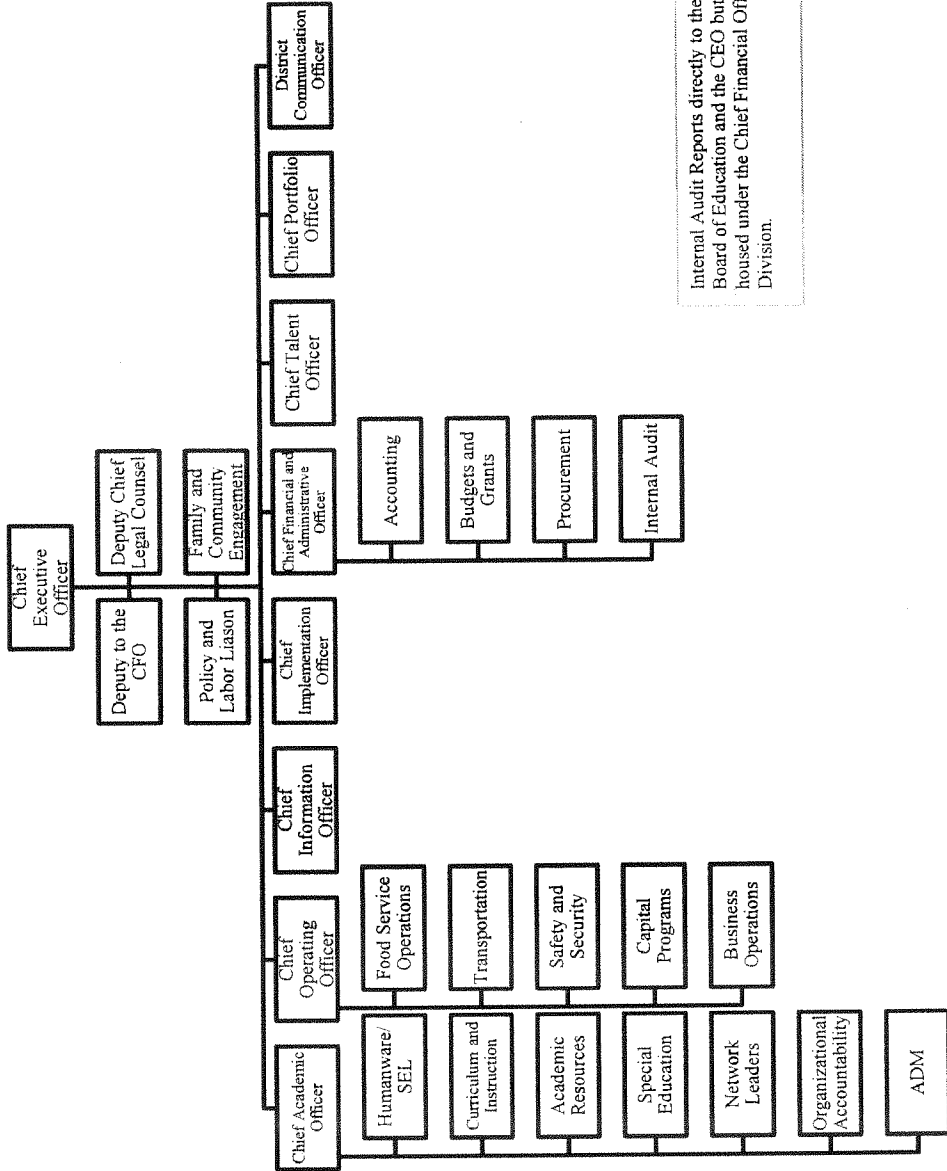 Chief
Executive
Officer
Deputy to the
CFO
Deputy Chief
Legal Counsel
Policy and
Labor Liason
Family and
Community
Engagement
Chief Academic
Officer
Chief
Operating
Officer
Chief
Information
Officer
Chief
Implementation
Officer
Chief Financial and
Administrative
Officer
Chief Talent
Officer
Chief Portfolio
Officer
District
Communication
Officer
Humanware/
SEL
Curriculum and
Instruction
Academic
Resources
Special
Education
Network
Leaders
Organizational
Accountability
ADM
Food Service
Operations
Transportation
Safety and
Security
Capital
Programs
Business
Operations
Accounting
Budgets and
Grants
Procurement
Internal Audit
Internal Audit Reports directly to the
Board of Education and the CEO but
housed under the Chief Financial
Division.